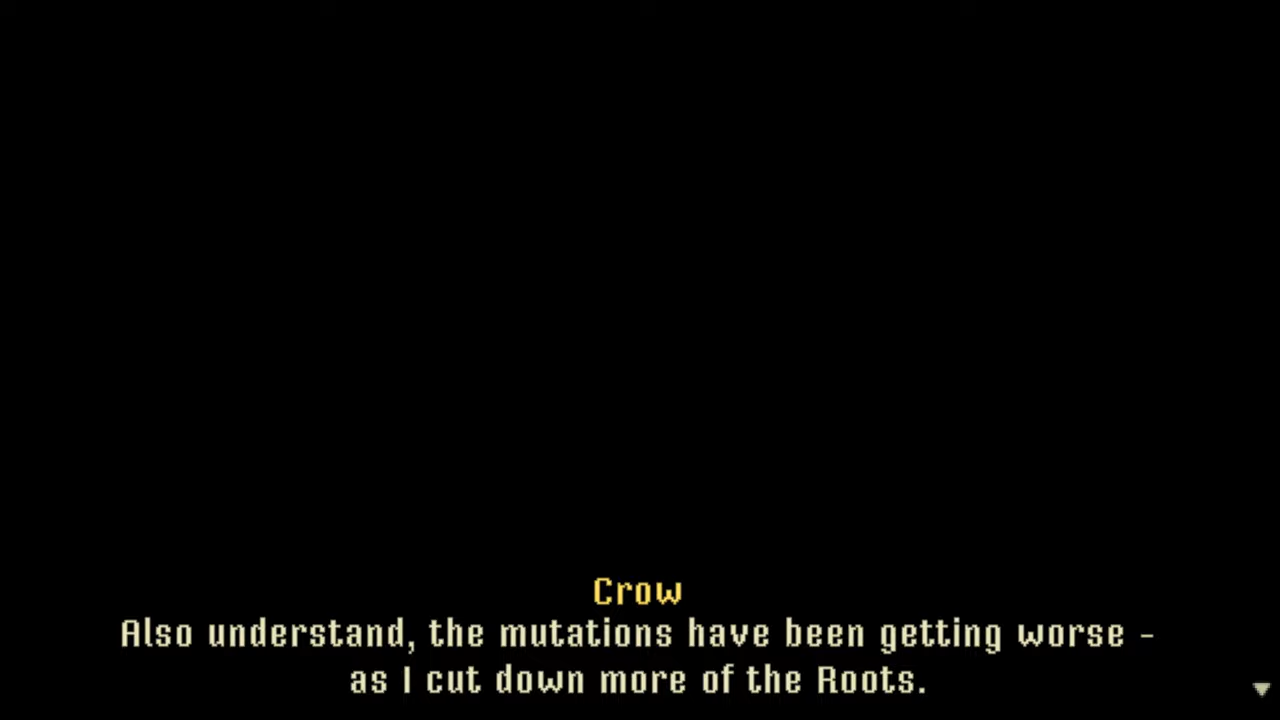 Crow
Also understand, the mutations have been getting worse -
as I cut down more of the Roots.